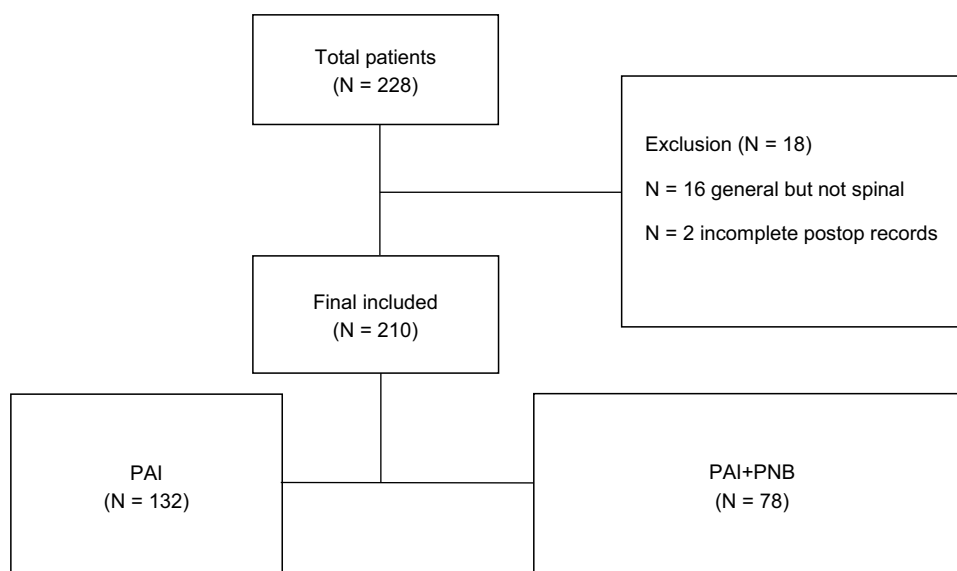 Total patients
(N = 228)
Exclusion (N = 18)
N = 16 general but not spinal
N = 2 incomplete postop records
Final included
(N = 210)
PAI
(N = 132)
PAI+PNB
(N = 78)